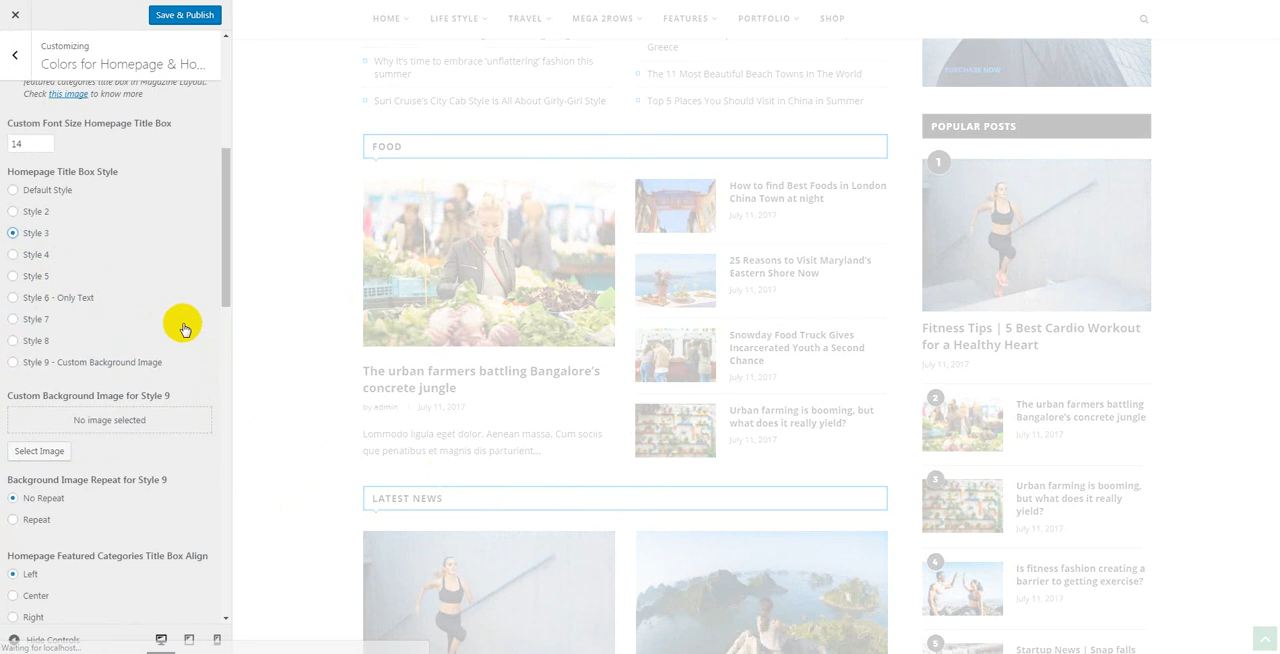 Save & Publish
Customizing
Colors for Homepage & Ho...
featured categories title box in Magazine Layout.
Check this image to know more
Custom Font Size Homepage Title Box
14
Homepage Title Box Style
Default Style
Style 2
Style 3
Style 4
Style 5
Style 6 - Only Text
Style 7
Style 8
Style 9 - Custom Background Image
Custom Background Image for Style 9
No image selected
Select Image
Background Image Repeat for Style 9
No Repeat
Repeat
Homepage Featured Categories Title Box Align
Left
Center
Right
Hide Controls
Waiting for localhost...
HOME
LIFE STYLE
TRAVEL
MEGA 2ROWS
FEATURES
PORTFOLIO
SHOP
Why it's time to embrace 'unflattering' fashion this
summer
Suri Cruise's City Cab Style is All About Girly-Girl Style
Greece
The 11 Most Beautiful Beach Towns In The World
Top 5 Places You Should Visit in China in Summer
FOOD
The urban farmers battling Bangalore's
concrete jungle
by admin
July 11, 2017
Lommodo ligula eget dolor. Aenean massa. Cum sociis
que penatibus et magnis dis parturient...
How to find Best Foods in London
China Town at night
July 11, 2017
25 Reasons to Visit Maryland's
Eastern Shore Now
July 11, 2017
Snowday Food Truck Gives
Incarcerated Youth a Second
Chance
July 11, 2017
Urban farming is booming, but
what does it really yield?
July 11, 2017
LATEST NEWS
PURCHASE NOW
POPULAR POSTS
1
Fitness Tips | 5 Best Cardio Workout
for a Healthy Heart
July 11, 2017
2
The urban farmers battling
Bangalore's concrete jungle
July 11, 2017
3
Urban farming is booming,
but what does it really
yield?
July 11, 2017
4
Is fitness fashion creating a
barrier to getting exercise?
July 11, 2017
5
Startup News | Snap falls